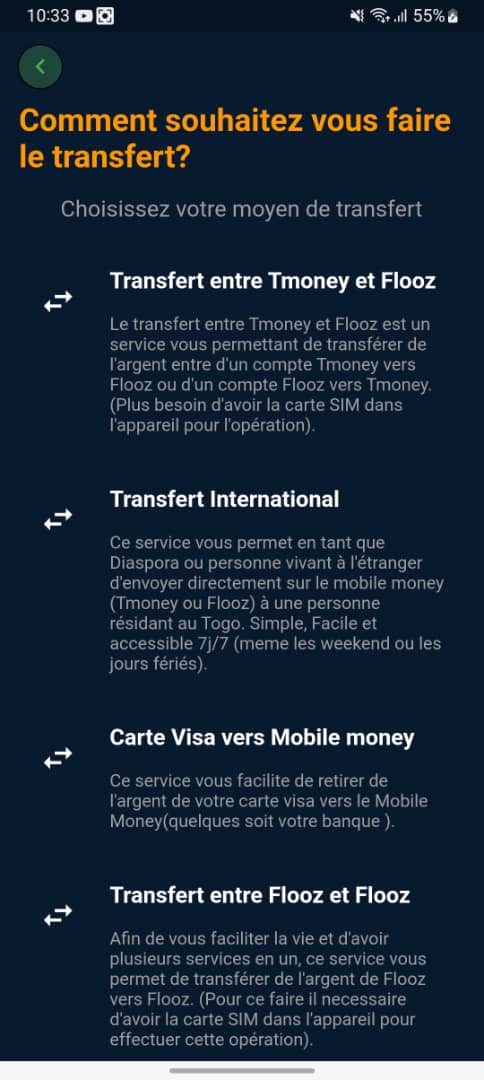 10:33
55%
Comment souhaitez vous faire
le transfert?
Choisissez votre moyen de transfert
Transfert entre Tmoney et Flooz
Le transfert entre Tmoney et Flooz est un
service vous permettant de transférer de
l'argent entre d'un compte Tmoney vers
Flooz ou d'un compte Flooz vers Tmoney.
(Plus besoin d'avoir la carte SIM dans
l'appareil pour l'opération).
Transfert International
Ce service vous permet en tant que
Diaspora ou personne vivant à l'étranger
d'envoyer directement sur le mobile money
(Tmoney ou Flooz) à une personne
résidant au Togo. Simple, Facile et
accessible 7j/7 (meme les weekend ou les
jours fériés).
Carte Visa vers Mobile money
Ce service vous facilite de retirer de
l'argent de votre carte visa vers le Mobile
Money(quelques soit votre banque ).
Transfert entre Flooz et Flooz
Afin de vous faciliter la vie et d'avoir
plusieurs services en un, ce service vous
permet de transférer de l'argent de Flooz
vers Flooz. (Pour ce faire il necessaire
d'avoir la carte SIM dans l'appareil pour
effectuer cette opération).